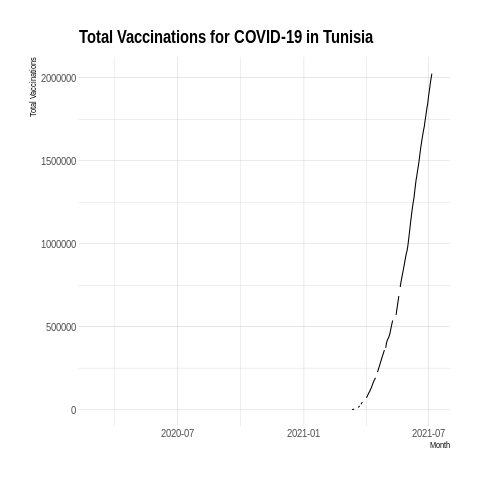 Total Vaccinations for COVID-19 in Tunisia
Total Vaccinations
2000000
1500000
1000000
500000
0
2020-07 2021-01 2021-07
Month